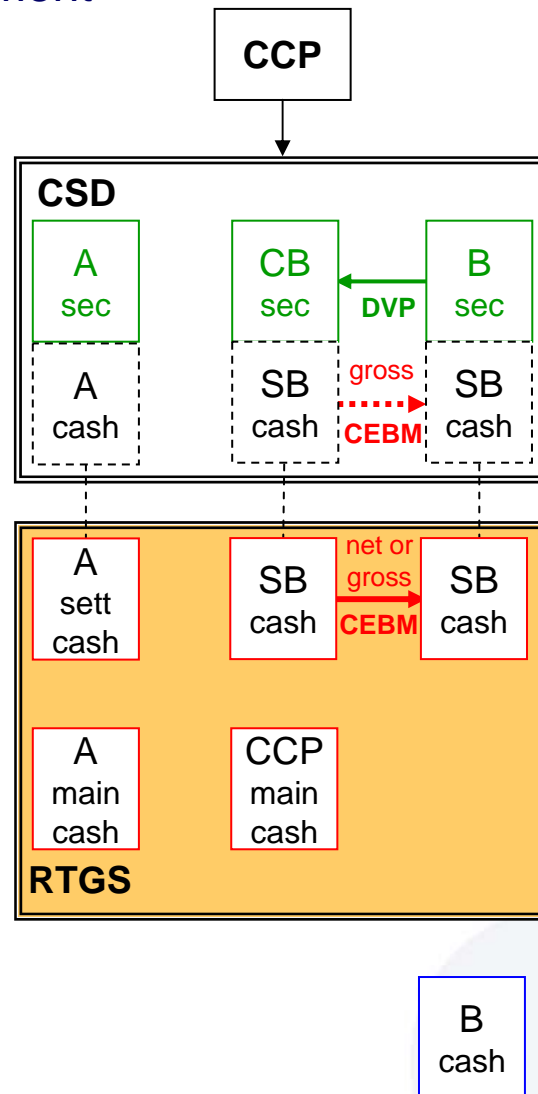 CCP
CSD
A
sec
CB
sec
DVP
B
sec
A
cash
SB
cash
gross
CEBM
SB
cash
A
sett
cash
SB
cash
net or
gross
CEBM
SB
cash
A
main
cash
CCP
main
cash
RTGS
B
cash